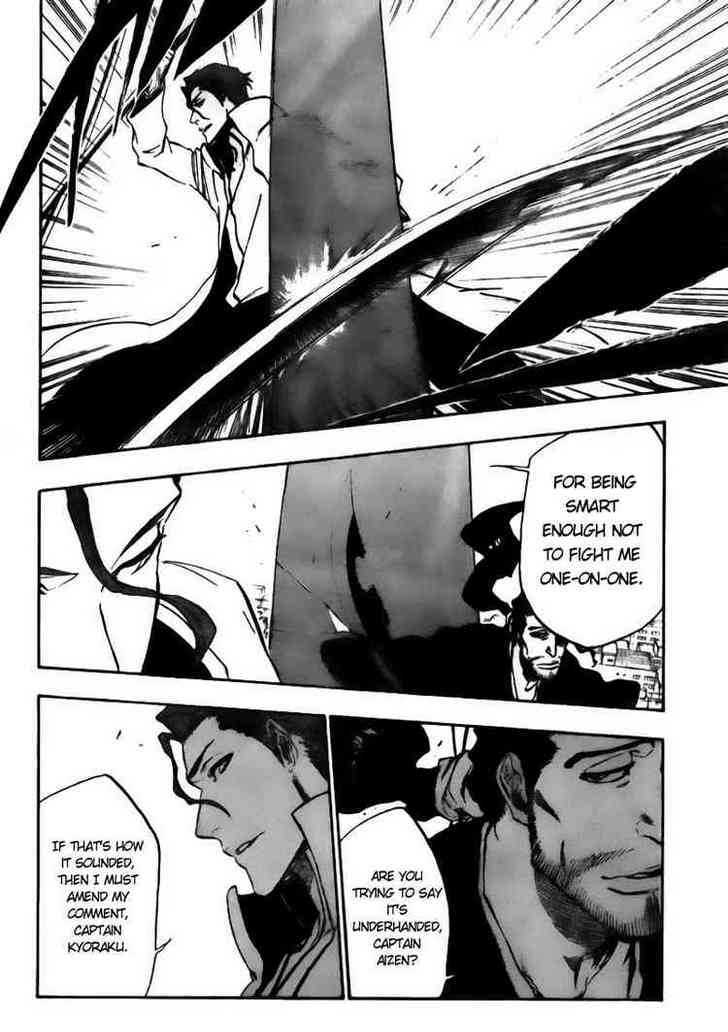 FOR BEING
SMART
ENOUGH NOT
TO FIGHT ME
ONE-ON-ONE.
ARE YOU
TRYING TO SAY
IT'S
UNDERHANDED,
CAPTAIN
AIZEN?
IF THAT'S HOW
IT SOUNDED,
THEN I MUST
AMEND MY
COMMENT,
CAPTAIN
KYORAKU.